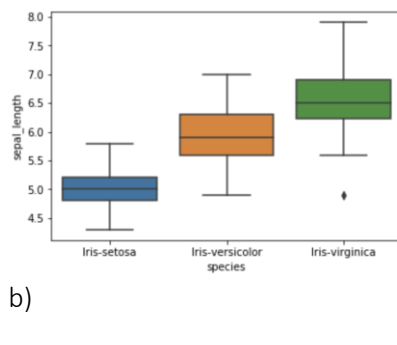 8.0
7.5
7.0
6.5
6.0
5.5
5.0
4.5
sepal_length
Iris-setosa Iris-versicolor Iris-virginica
species
b)